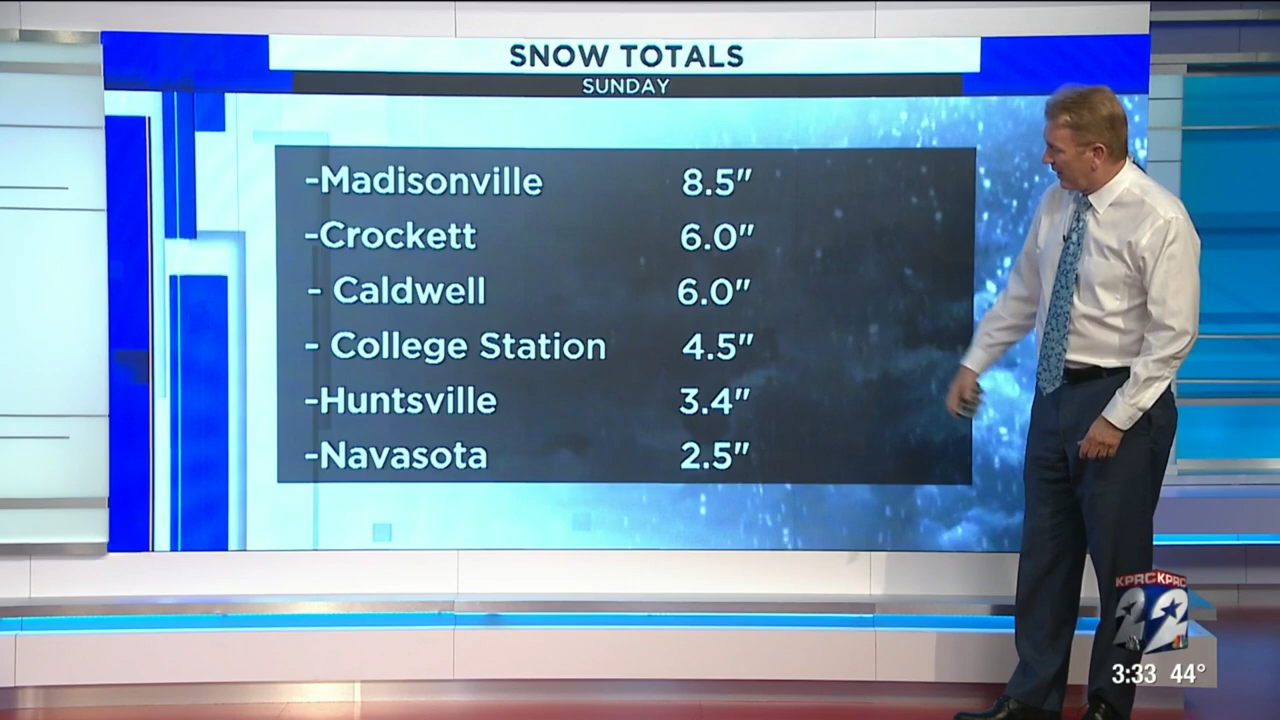 SNOW TOTALS
SUNDAY
-Madisonville 8.5"
-Crockett 6.0"
- Caldwell 6.0"
- College Station 4.5"
-Huntsville 3.4"
-Navasota 2.5"
KPRC KPRC
22
3:33 44°